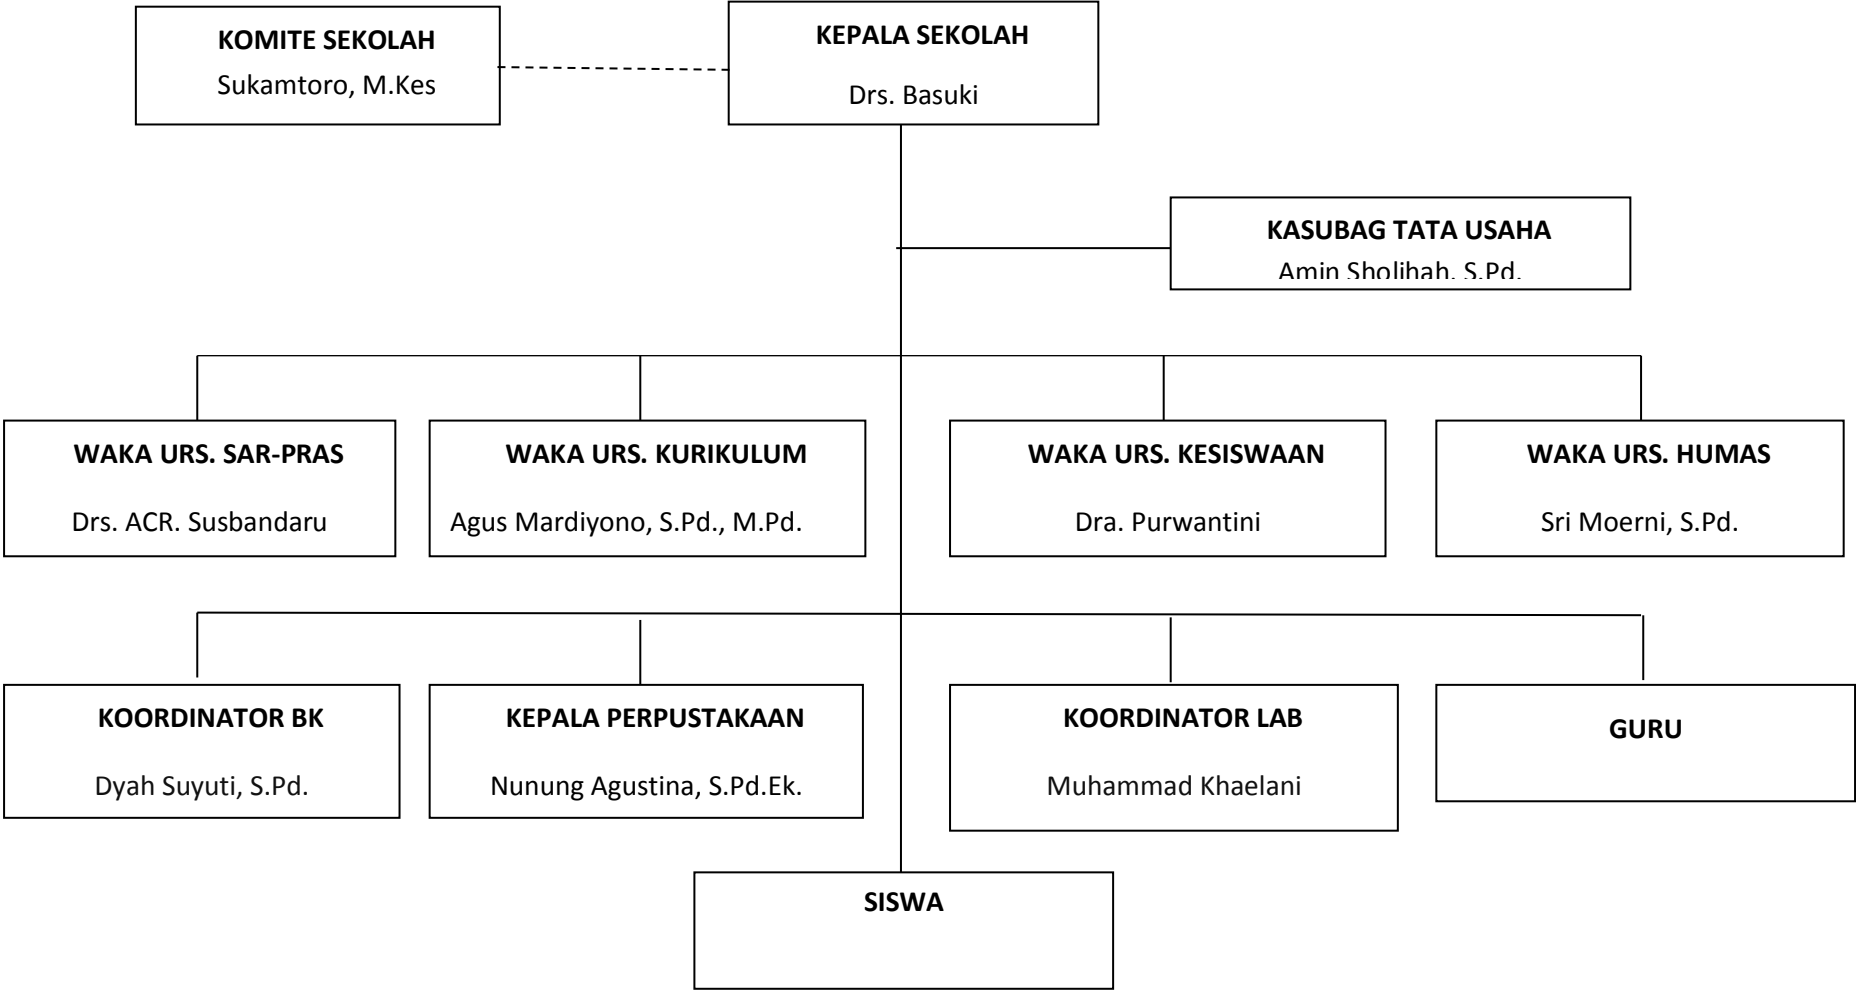 KOMITE SEKOLAH
Sukamtoro, M.Kes
KEPALA SEKOLAH
Drs. Basuki
KASUBAG TATA USAHA
Amin Sholihah, S.Pd.
WAKA URS. SAR-PRAS
Drs. ACR. Susbandaru
WAKA URS. KURIKULUM
Agus Mardiyono, S.Pd., M.Pd.
WAKA URS. KESISWAAN
Dra. Purwantini
WAKA URS. HUMAS
Sri Moerni, S.Pd.
KOORDINATOR BK
Dyah Suyuti, S.Pd.
KEPALA PERPUSTAKAAN
Nunung Agustina, S.Pd.Ek.
KOORDINATOR LAB
Muhammad Khaelani
GURU
SISWA